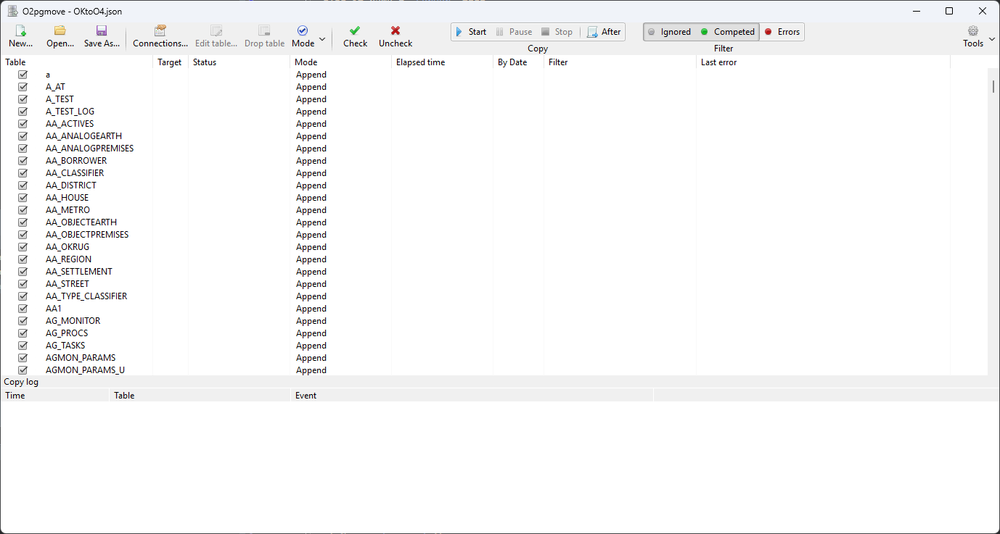 O2pgmove - OKtoO4.json
New... Open... Save As... Connections... Edit table... Drop table Mode Check Uncheck Start Pause Stop After Ignored Competed Errors Tools
Copy Filter
Table Target Status Mode Elapsed time By Date Filter Last error
a Append
A_AT Append
A_TEST Append
A_TEST_LOG Append
AA_ACTIVES Append
AA_ANALOGEARTH Append
AA_ANALOGPREMISES Append
AA_BORROWER Append
AA_CLASSIFIER Append
AA_DISTRICT Append
AA_HOUSE Append
AA_METRO Append
AA_OBJECTEARTH Append
AA_OBJECTPREMISES Append
AA_OKRUG Append
AA_REGION Append
AA_SETTLEMENT Append
AA_STREET Append
AA_TYPE_CLASSIFIER Append
AA1 Append
AG_MONITOR Append
AG_PROCS Append
AG_TASKS Append
AGMON_PARAMS Append
AGMON_PARAMS_U Append
Copy log
Time Table Event